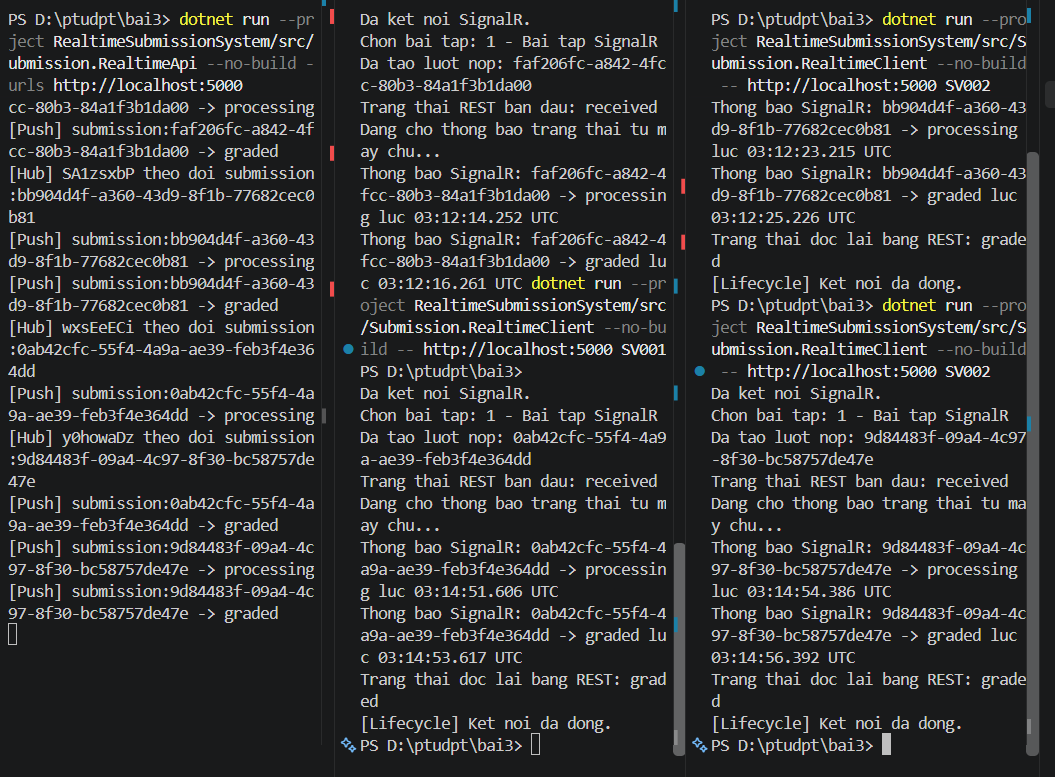 PS D:\ptudpt\bai3> dotnet run --pr
oject RealtimeSubmissionSystem/src/
ubmission.RealtimeApi --no-build -
urls http://localhost:5000
cc-80b3-84a1f3b1da00 -> processing
[Push] submission:faf206fc-a842-4f
cc-80b3-84a1f3b1da00 -> graded
[Hub] SA1zsxbP theo doi submission
:bb904d4f-a360-43d9-8f1b-77682cec0
b81
[Push] submission:bb904d4f-a360-43
d9-8f1b-77682cec0b81 -> processing
[Push] submission:bb904d4f-a360-43
d9-8f1b-77682cec0b81 -> graded
[Hub] wxsEeECi theo doi submission
:0ab42cfc-55f4-4a9a-ae39-feb3f4e36
4dd
[Push] submission:0ab42cfc-55f4-4a
9a-ae39-feb3f4e364dd -> processing
[Hub] y0howaDz theo doi submission
:9d84483f-09a4-4c97-8f30-bc58757de
47e
[Push] submission:0ab42cfc-55f4-4a
9a-ae39-feb3f4e364dd -> graded
[Push] submission:9d84483f-09a4-4c
97-8f30-bc58757de47e -> processing
[Push] submission:9d84483f-09a4-4c
97-8f30-bc58757de47e -> graded
Da ket noi SignalR.
Chon bai tap: 1 - Bai tap SignalR
Da tao luot nop: faf206fc-a842-4fc
c-80b3-84a1f3b1da00
Trang thai REST ban dau: received
Dang cho thong bao trang thai tu m
ay chu...
Thong bao SignalR: faf206fc-a842-4
fcc-80b3-84a1f3b1da00 -> processin
g luc 03:12:14.252 UTC
Thong bao SignalR: faf206fc-a842-4
fcc-80b3-84a1f3b1da00 -> graded lu
c 03:12:16.261 UTC dotnet run --pr
oject RealtimeSubmissionSystem/src
/Submission.RealtimeClient --no-bu
ild -- http://localhost:5000 SV001
PS D:\ptudpt\bai3>
Da ket noi SignalR.
Chon bai tap: 1 - Bai tap SignalR
Da tao luot nop: 0ab42cfc-55f4-4a9
a-ae39-feb3f4e364dd
Trang thai REST ban dau: received
Dang cho thong bao trang thai tu m
ay chu...
Thong bao SignalR: 0ab42cfc-55f4-4
a9a-ae39-feb3f4e364dd -> processin
g luc 03:14:51.606 UTC
Thong bao SignalR: 0ab42cfc-55f4-4
a9a-ae39-feb3f4e364dd -> graded lu
c 03:14:53.617 UTC
Trang thai doc lai bang REST: grad
ed
[Lifecycle] Ket noi da dong.
PS D:\ptudpt\bai3>
PS D:\ptudpt\bai3> dotnet run --pro
ject RealtimeSubmissionSystem/src/S
ubmission.RealtimeClient --no-build
-- http://localhost:5000 SV002
Thong bao SignalR: bb904d4f-a360-43
d9-8f1b-77682cec0b81 -> processing
luc 03:12:23.215 UTC
Thong bao SignalR: bb904d4f-a360-43
d9-8f1b-77682cec0b81 -> graded luc
03:12:25.226 UTC
Trang thai doc lai bang REST: grade
d
[Lifecycle] Ket noi da dong.
PS D:\ptudpt\bai3> dotnet run --pro
ject RealtimeSubmissionSystem/src/S
ubmission.RealtimeClient --no-build
-- http://localhost:5000 SV002
Da ket noi SignalR.
Chon bai tap: 1 - Bai tap SignalR
Da tao luot nop: 9d84483f-09a4-4c97
-8f30-bc58757de47e
Trang thai REST ban dau: received
Dang cho thong bao trang thai tu ma
y chu...
Thong bao SignalR: 9d84483f-09a4-4c
97-8f30-bc58757de47e -> processing
luc 03:14:54.386 UTC
Thong bao SignalR: 9d84483f-09a4-4c
97-8f30-bc58757de47e -> graded luc
03:14:56.392 UTC
Trang thai doc lai bang REST: grade
d
[Lifecycle] Ket noi da dong.
PS D:\ptudpt\bai3>